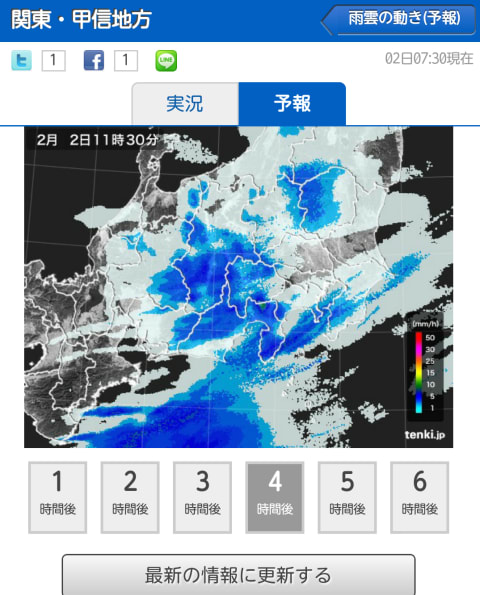 関東・甲信地方
雨雲の動き(予報)
1
1
LINE
02日07:30現在
実況
予報
2月 2日11時30分
(mm/h)
50
30
25
15
10
5
1
tenki.jp
1
時間後
2
時間後
3
時間後
4
時間後
5
時間後
6
時間後
最新の情報に更新する